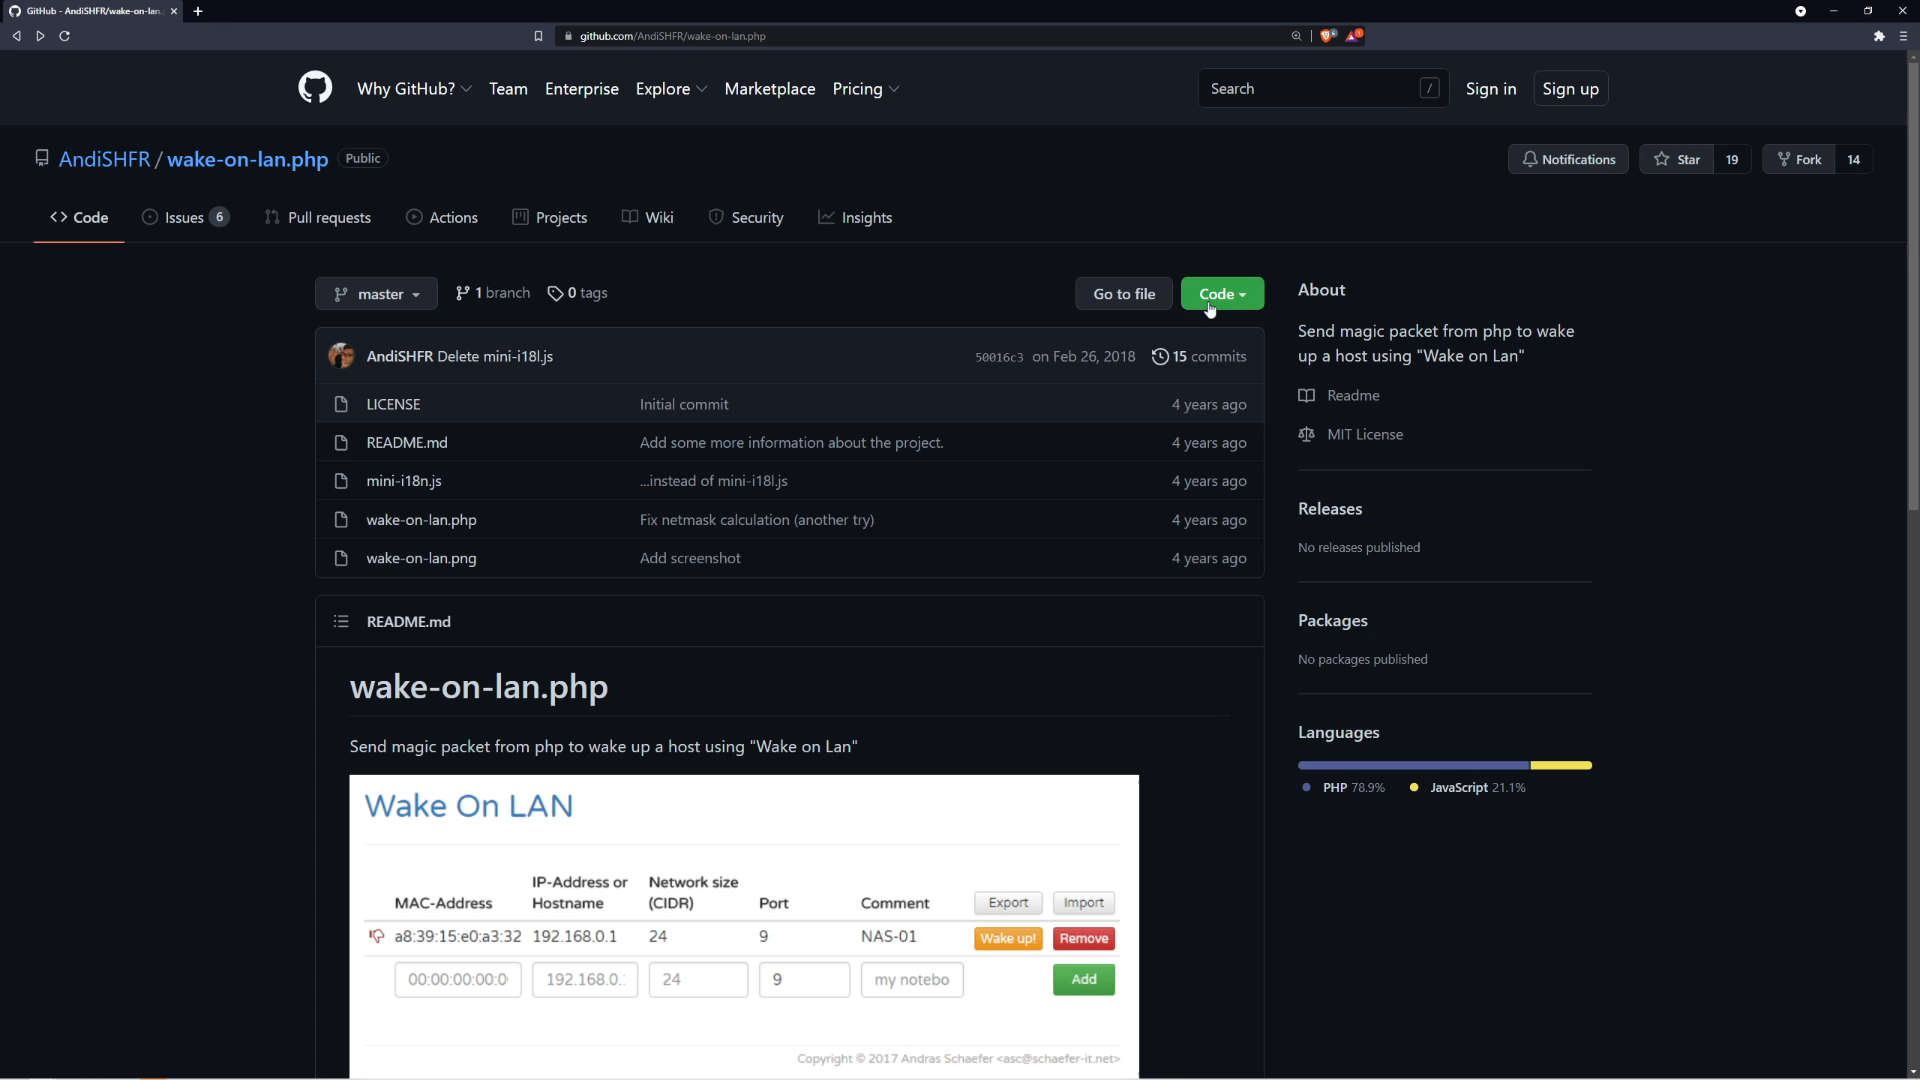 GitHub - AndiSHFR/wake-on-lan.
github.com/AndiSHFR/wake-on-lan.php
Why GitHub? Team Enterprise Explore Marketplace Pricing Search / Sign in Sign up
AndiSHFR / wake-on-lan.php Public Notifications Star 19 Fork 14
<> Code Issues 6 Pull requests Actions Projects Wiki Security Insights
master 1 branch 0 tags Go to file Code
AndiSHFR Delete mini-i18l.js 50016c3 on Feb 26, 2018 15 commits
LICENSE Initial commit 4 years ago
README.md Add some more information about the project. 4 years ago
mini-i18n.js ...instead of mini-i18l.js 4 years ago
wake-on-lan.php Fix netmask calculation (another try) 4 years ago
wake-on-lan.png Add screenshot 4 years ago
README.md
wake-on-lan.php
Send magic packet from php to wake up a host using "Wake on Lan"
Wake On LAN
MAC-Address IP-Address or Hostname Network size (CIDR) Port Comment Export Import
a8:39:15:e0:a3:32 192.168.0.1 24 9 NAS-01 Wake up! Remove
00:00:00:00:0 192.168.0. 24 9 my notebo Add
Copyright © 2017 Andras Schaefer <asc@schaefer-it.net>
About
Send magic packet from php to wake
up a host using "Wake on Lan"
Readme
MIT License
Releases
No releases published
Packages
No packages published
Languages
PHP 78.9% JavaScript 21.1%